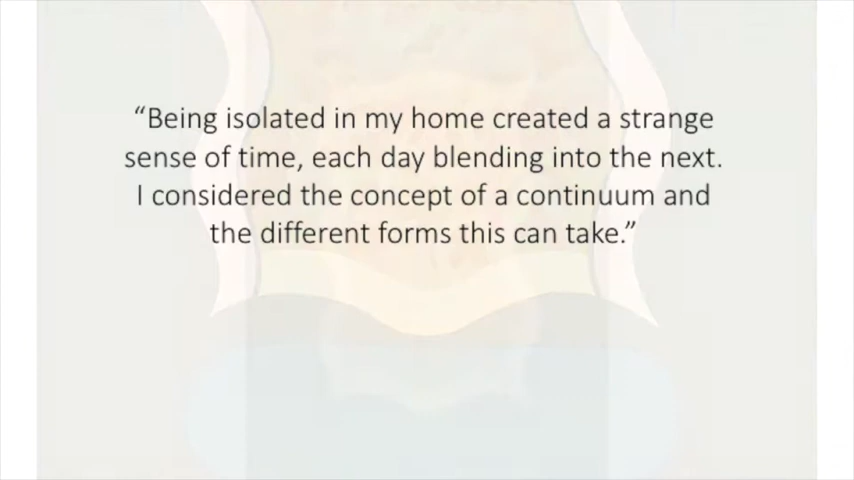 “Being isolated in my home created a strange
sense of time, each day blending into the next.
I considered the concept of a continuum and
the different forms this can take.”